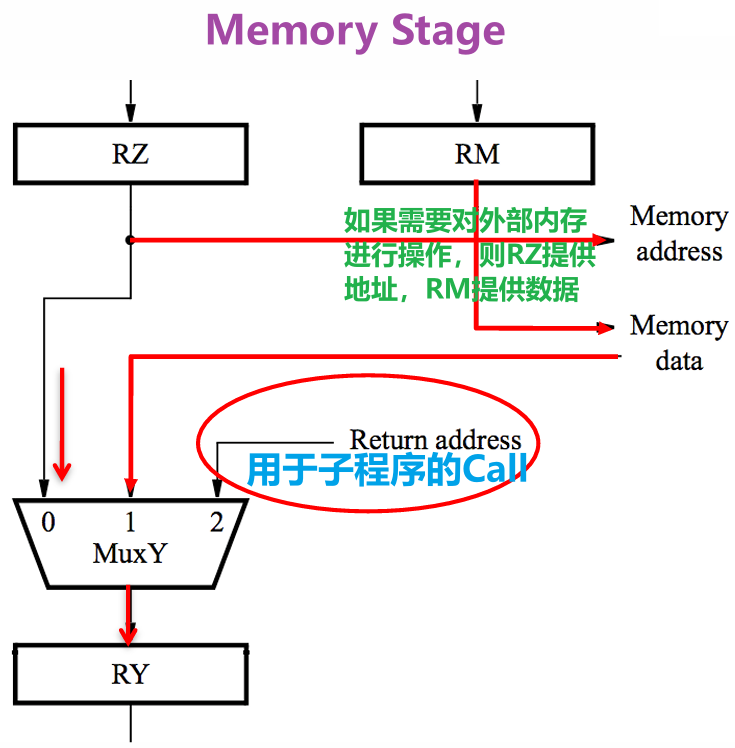 Memory Stage
RZ
RM
如果需要对外部内存
进行操作，则RZ提供
地址，RM提供数据
Memory
address
Memory
data
Return address
用于子程序的Call
0 1 2
MuxY
RY